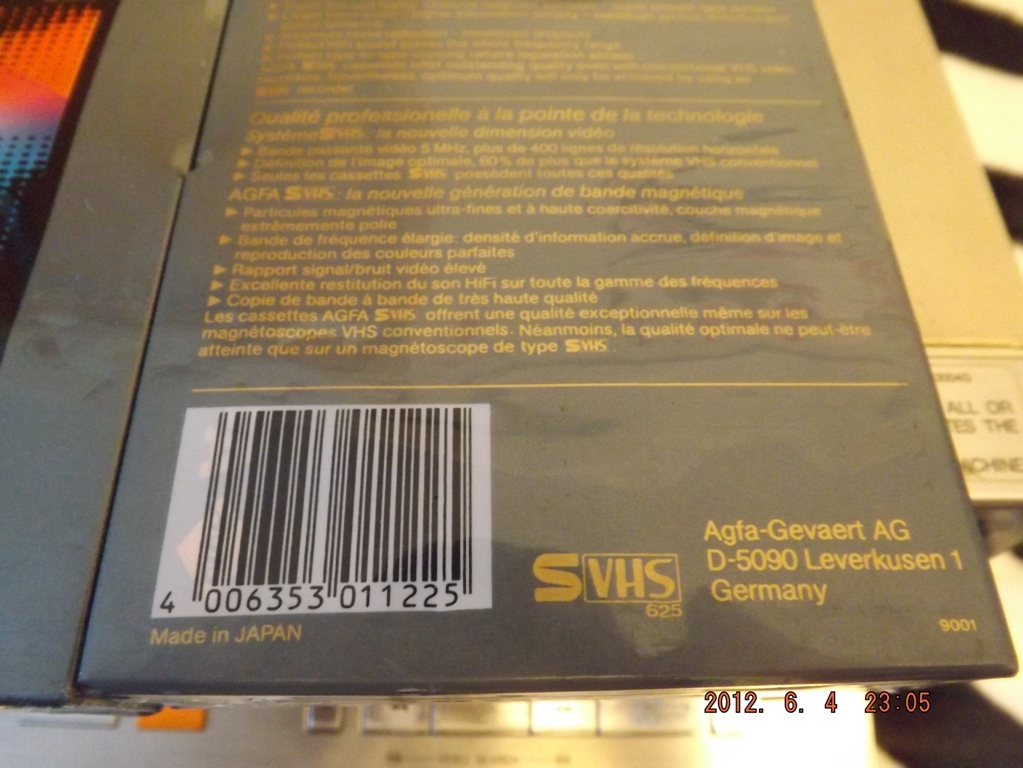 Qualité professionelle à la pointe de la technologie
Système SVHS: la nouvelle dimension vidéo
► Bande passante vidéo 5 MHz, plus de 400 lignes de résolution horizontale
► Définition de l'image optimale, 60% de plus que le système VHS conventionnel
► Seules les cassettes SVHS possèdent toutes ces qualités
AGFA SVHS: la nouvelle génération de bande magnétique
► Particules magnétiques ultra-fines et à haute coercitivité, couche magnétique
extrêmemente polie
► Bande de fréquence élargie: densité d'information accrue, définition d'image et
reproduction des couleurs parfaites
► Rapport signal/bruit vidéo élevé
► Excellente restitution du son HiFi sur toute la gamme des fréquences
► Copie de bande à bande de très haute qualité
Les cassettes AGFA SVHS offrent une qualité exceptionnelle même sur les
magnétoscopes VHS conventionnels. Néanmoins, la qualité optimale ne peut-être
atteinte que sur un magnétoscope de type SVHS.
ALL OR
THE
4 006353 011225
Made in JAPAN
SVHS
625
Agfa-Gevaert AG
D-5090 Leverkusen 1
Germany
9001
2012. 6. 4 23:05